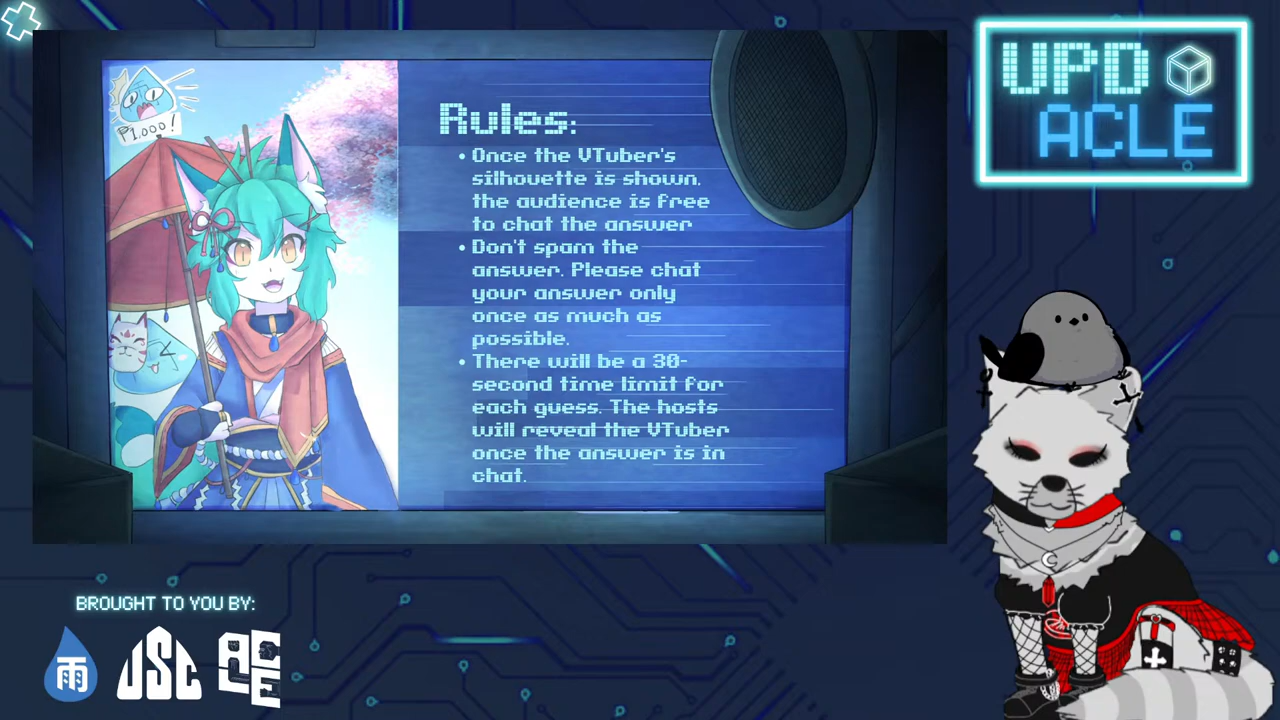 UPD
ACLE
₱1,000!
Rules:
• Once the VTuber's
silhouette is shown,
the audience is free
to chat the answer
• Don't spam the
answer. Please chat
your answer only
once as much as
possible.
• There will be a 30-
second time limit for
each guess. The hosts
will reveal the VTuber
once the answer is in
chat.
BROUGHT TO YOU BY:
雨
JSC
ACLE